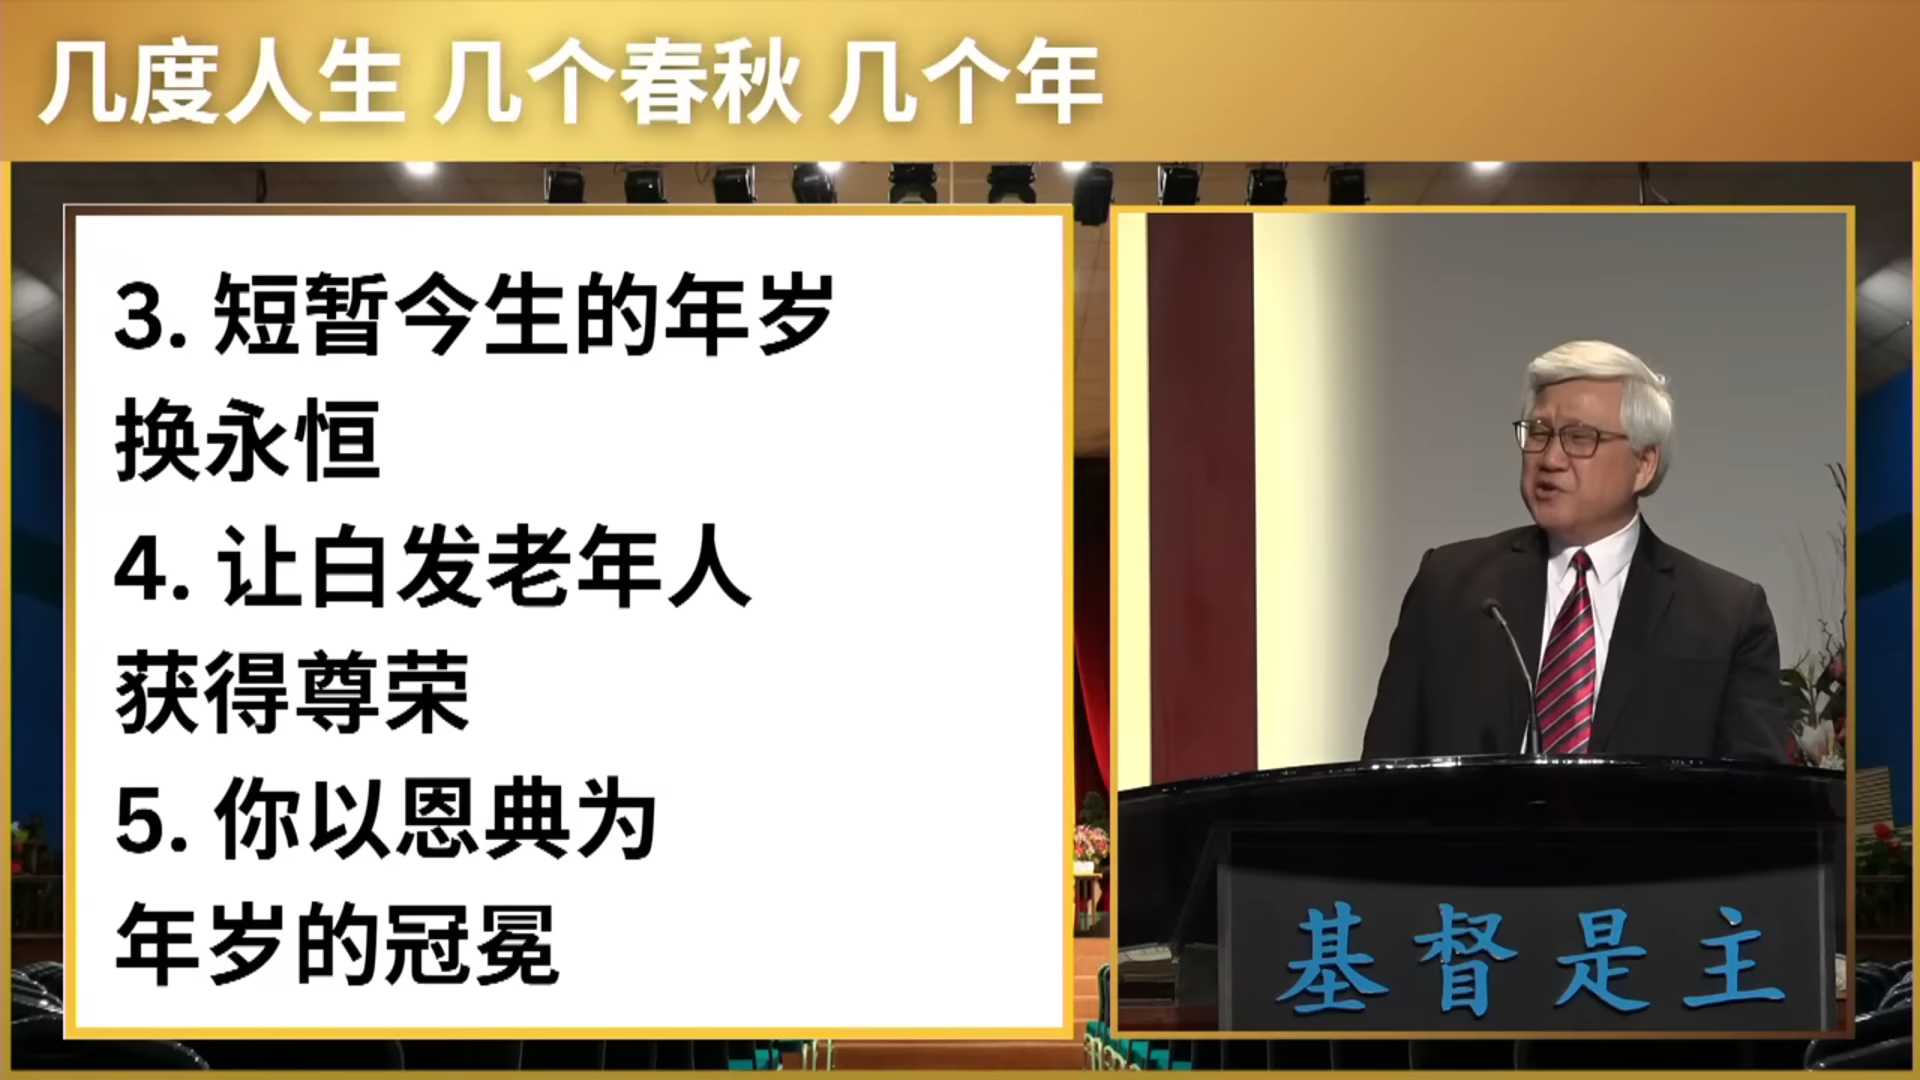 几度人生 几个春秋 几个年
3. 短暂今生的年岁
换永恒
4. 让白发老年人
获得尊荣
5. 你以恩典为
年岁的冠冕
基督是主